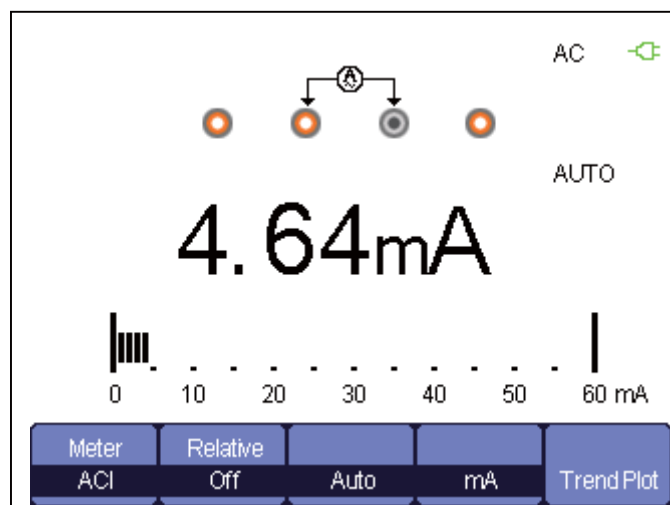 AC
A
AUTO
4.64mA
0 10 20 30 40 50 60 mA
Meter Relative
ACI Off Auto mA Trend Plot